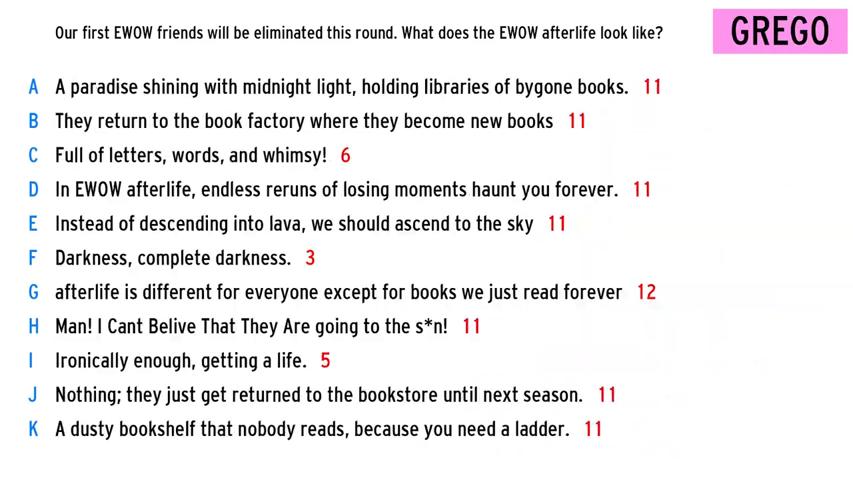 Our first EWOW friends will be eliminated this round. What does the EWOW afterlife look like?
GREGO
A A paradise shining with midnight light, holding libraries of bygone books. 11
B They return to the book factory where they become new books 11
C Full of letters, words, and whimsy! 6
D In EWOW afterlife, endless reruns of losing moments haunt you forever. 11
E Instead of descending into lava, we should ascend to the sky 11
F Darkness, complete darkness. 3
G afterlife is different for everyone except for books we just read forever 12
H Man! I Cant Belive That They Are going to the s*n! 11
I Ironically enough, getting a life. 5
J Nothing; they just get returned to the bookstore until next season. 11
K A dusty bookshelf that nobody reads, because you need a ladder. 11